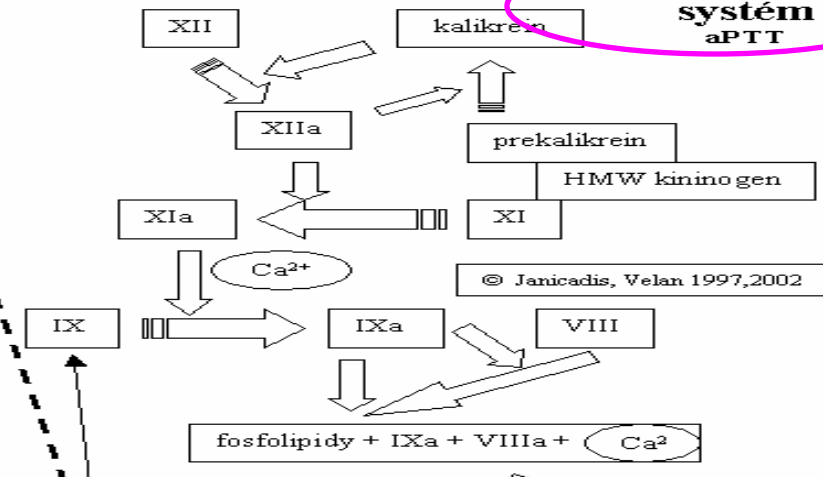 systém
aPTT
XII
kalikrein
XIIa
prekalikrein
HMW kininogen
XIa
XI
Ca²⁺
© Janicadis, Velan 1997,2002
IX
IXa
VIII
fosfolipidy + IXa + VIIIa + Ca²